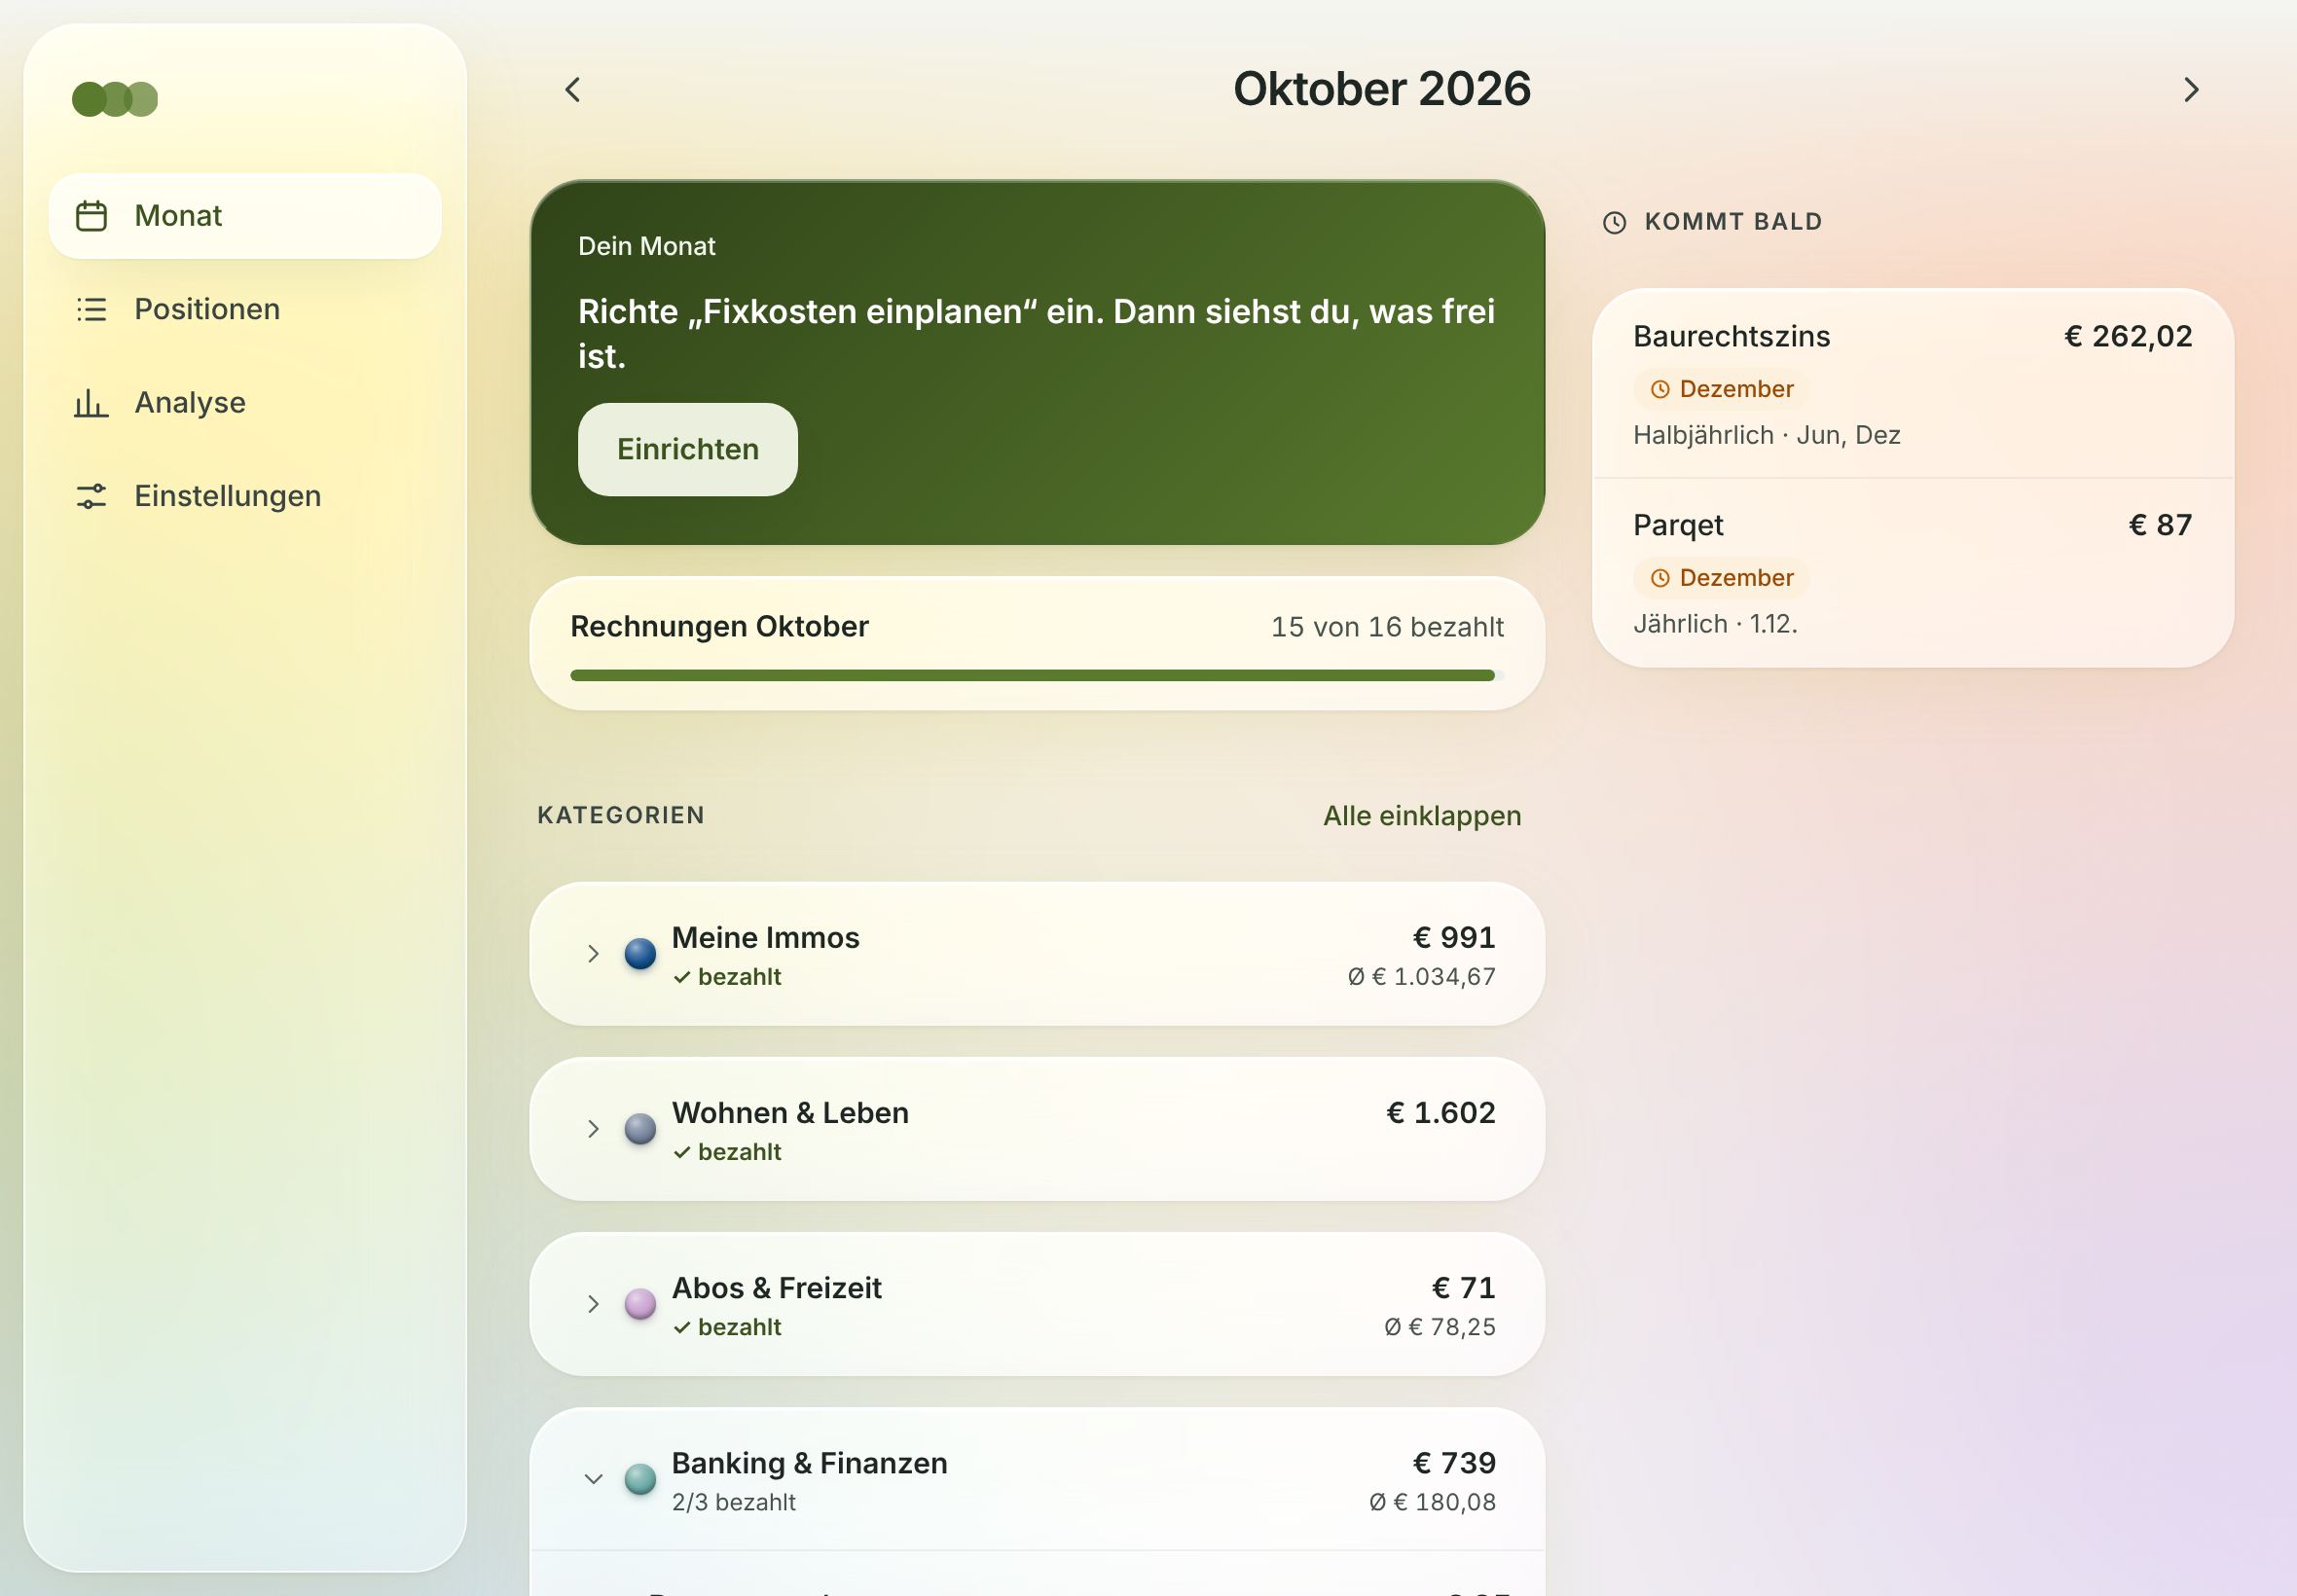 Monat
Positionen
Analyse
Einstellungen
Oktober 2026
Dein Monat
Richte „Fixkosten einplanen“ ein. Dann siehst du, was frei
ist.
Einrichten
Rechnungen Oktober 15 von 16 bezahlt
KATEGORIEN Alle einklappen
Meine Immos € 991
✓ bezahlt Ø € 1.034,67
Wohnen & Leben € 1.602
✓ bezahlt
Abos & Freizeit € 71
✓ bezahlt Ø € 78,25
Banking & Finanzen € 739
2/3 bezahlt Ø € 180,08
KOMMT BALD
Baurechtszins € 262,02
Dezember
Halbjährlich · Jun, Dez
Parqet € 87
Dezember
Jährlich · 1.12.